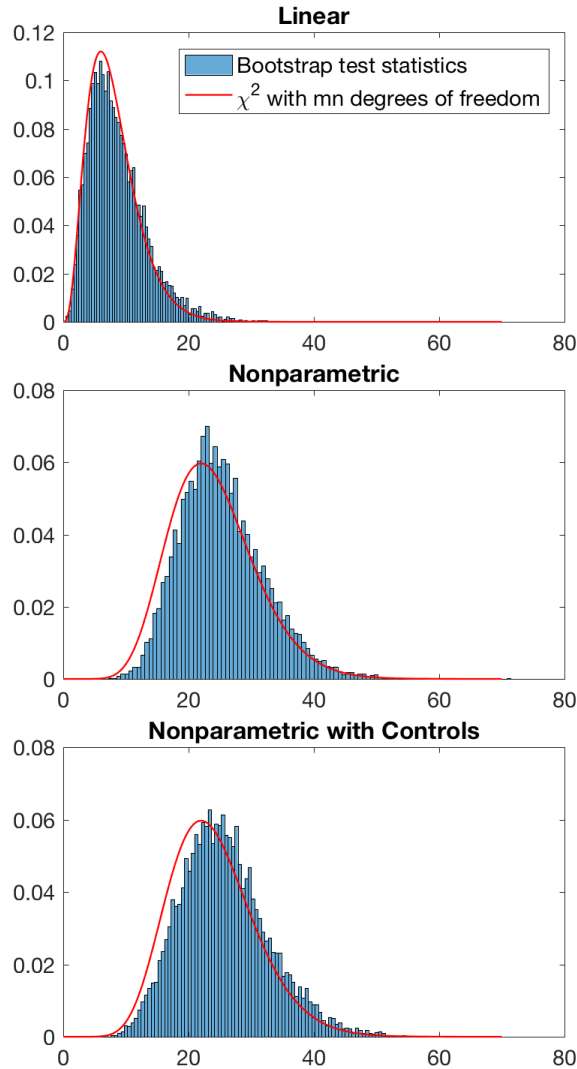 Linear
0.12
0.1
0.08
0.06
0.04
0.02
0
Bootstrap test statistics
χ² with mn degrees of freedom
0 20 40 60 80
Nonparametric
0.08
0.06
0.04
0.02
0
0 20 40 60 80
Nonparametric with Controls
0.08
0.06
0.04
0.02
0
0 20 40 60 80